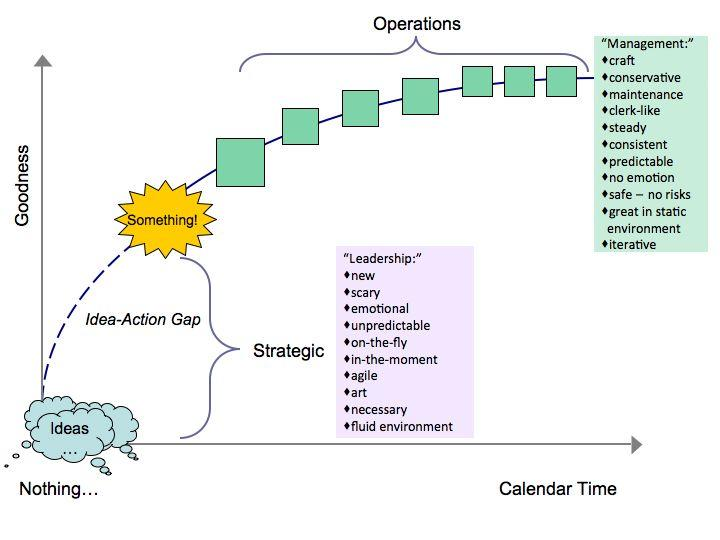 Operations
“Management:”
♦craft
♦conservative
♦maintenance
♦clerk-like
♦steady
♦consistent
♦predictable
♦no emotion
♦safe – no risks
♦great in static
environment
♦iterative
Goodness
Something!
“Leadership:”
♦new
♦scary
♦emotional
♦unpredictable
♦on-the-fly
♦in-the-moment
♦agile
♦art
♦necessary
♦fluid environment
Idea-Action Gap
Strategic
Ideas
…
Nothing…
Calendar Time